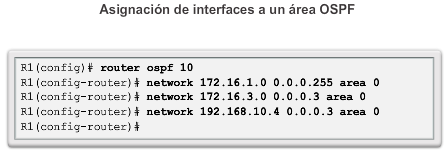 Asignación de interfaces a un área OSPF
R1(config)# router ospf 10
R1(config-router)# network 172.16.1.0 0.0.0.255 area 0
R1(config-router)# network 172.16.3.0 0.0.0.3 area 0
R1(config-router)# network 192.168.10.4 0.0.0.3 area 0
R1(config-router)#